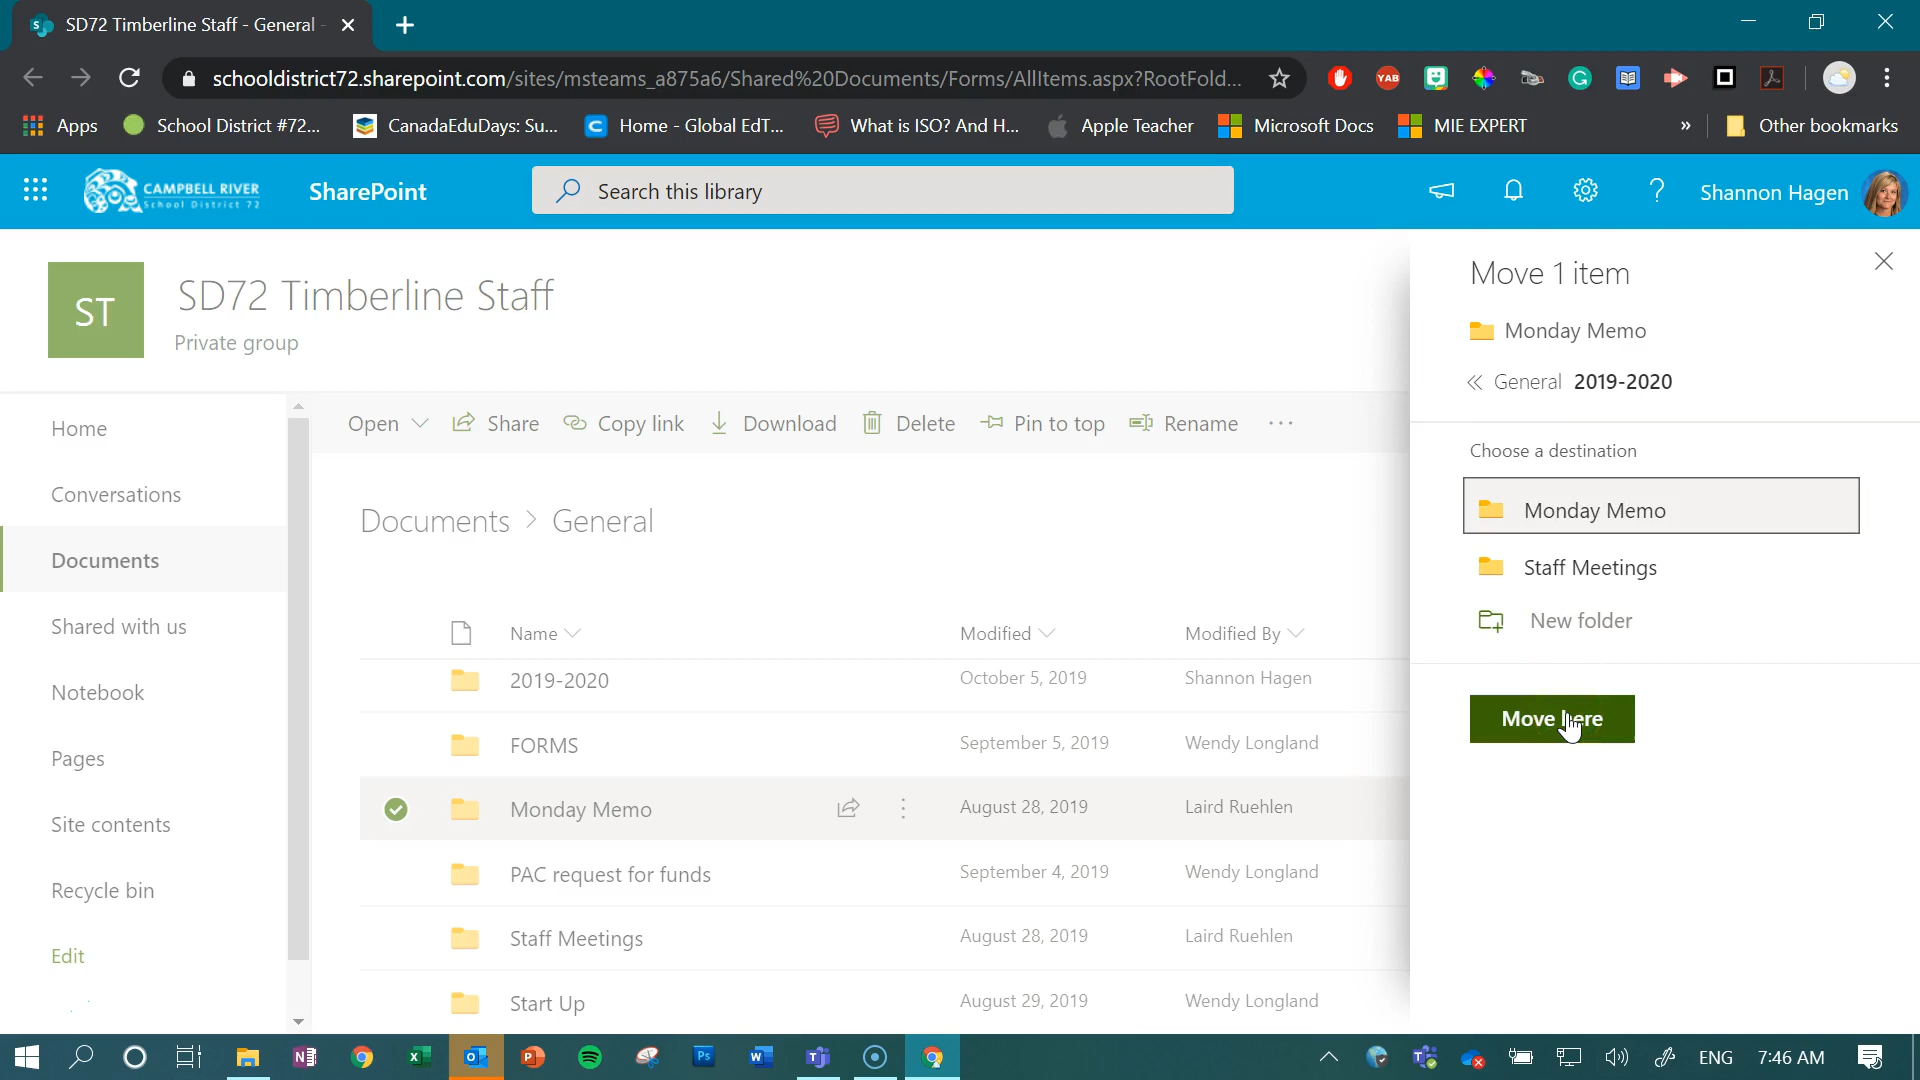 SD72 Timberline Staff - General -
schooldistrict72.sharepoint.com/sites/msteams_a875a6/Shared%20Documents/Forms/AllItems.aspx?RootFold...
YAB
Apps
School District #72...
CanadaEduDays: Su...
Home - Global EdT...
What is ISO? And H...
Apple Teacher
Microsoft Docs
MIE EXPERT
»
Other bookmarks
CAMPBELL RIVER
School District 72
SharePoint
Search this library
Shannon Hagen
ST
SD72 Timberline Staff
Private group
Home
Conversations
Documents
Shared with us
Notebook
Pages
Site contents
Recycle bin
Edit
Open
Share
Copy link
Download
Delete
Pin to top
Rename
Documents > General
Name Modified Modified By
2019-2020 October 5, 2019 Shannon Hagen
FORMS September 5, 2019 Wendy Longland
Monday Memo August 28, 2019 Laird Ruehlen
PAC request for funds September 4, 2019 Wendy Longland
Staff Meetings August 28, 2019 Laird Ruehlen
Start Up August 29, 2019 Wendy Longland
Move 1 item
Monday Memo
General 2019-2020
Choose a destination
Monday Memo
Staff Meetings
New folder
Move here
ENG
7:46 AM